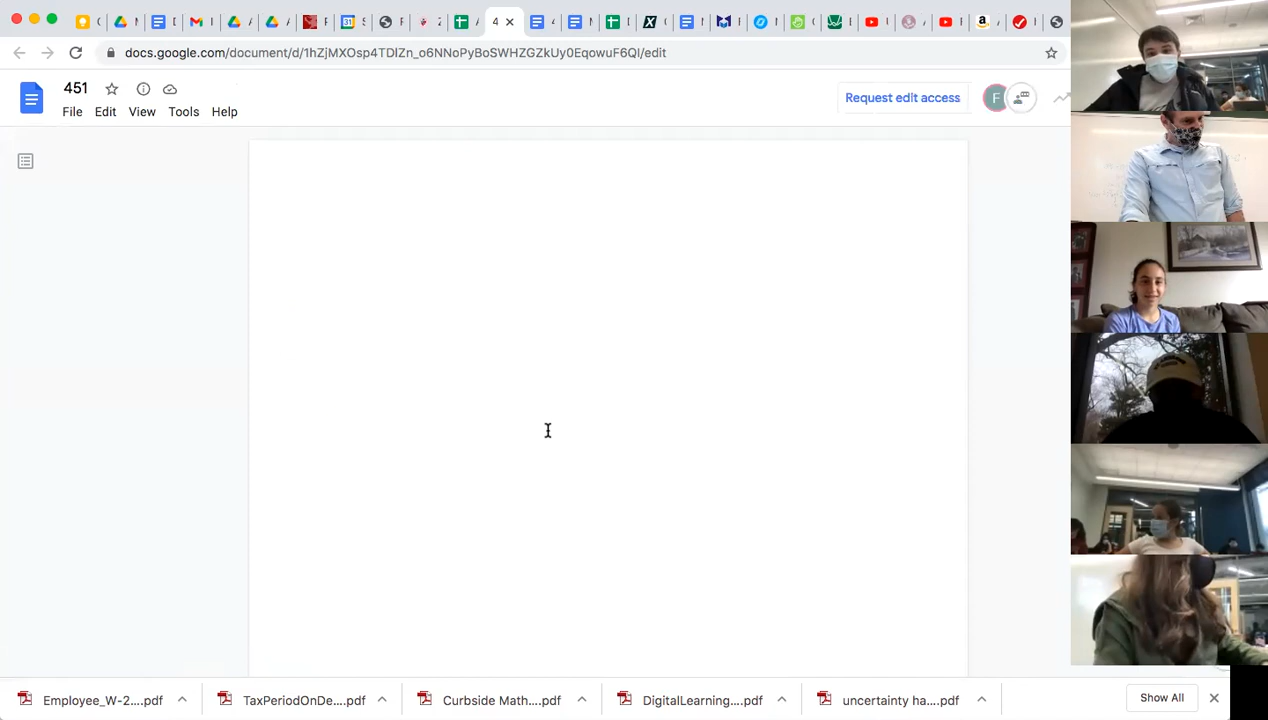 docs.google.com/document/d/1hZjMXOsp4TDIZn_o6NNoPyBoSWHZGZkUy0EqowuF6QI/edit
451
Request edit access
F
File Edit View Tools Help
Employee_W-2....pdf
TaxPeriodOnDe....pdf
Curbside Math....pdf
DigitalLearning....pdf
uncertainty ha....pdf
Show All